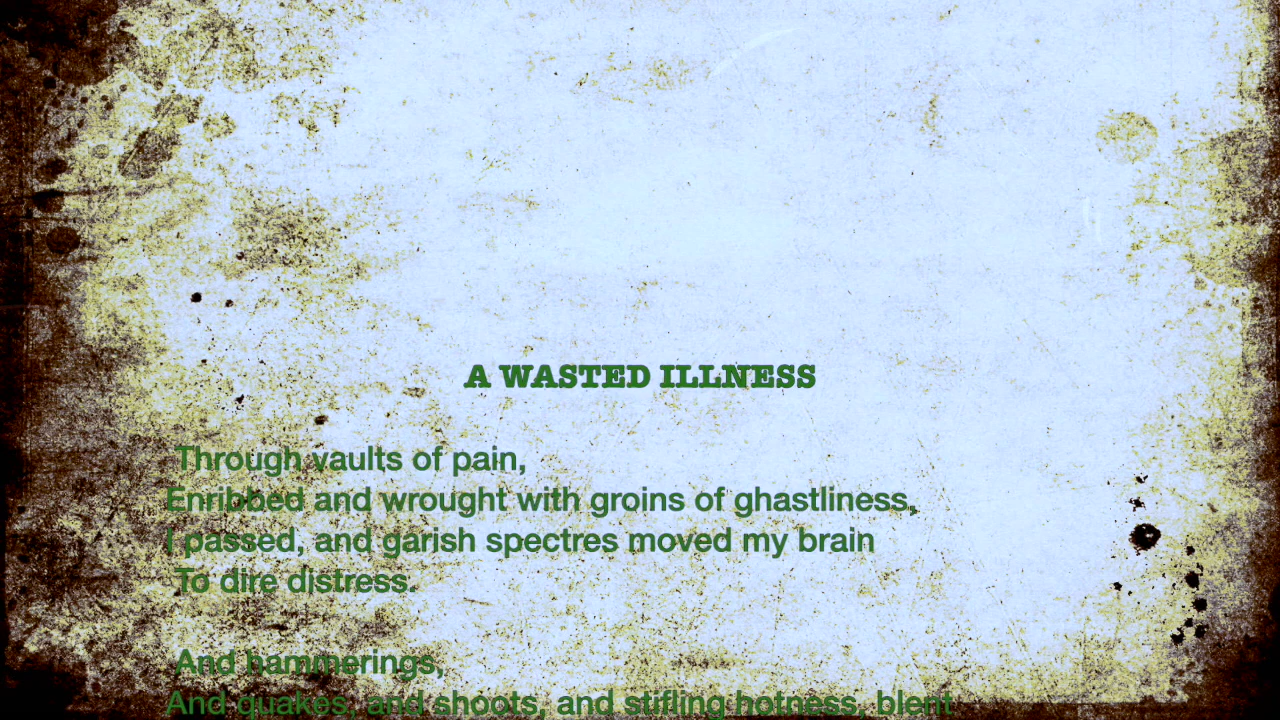 A WASTED ILLNESS
Through vaults of pain,
Enribbed and wrought with groins of ghastliness,
I passed, and garish spectres moved my brain
To dire distress.
And hammerings,
And quakes, and shoots, and stifling hotness, blent